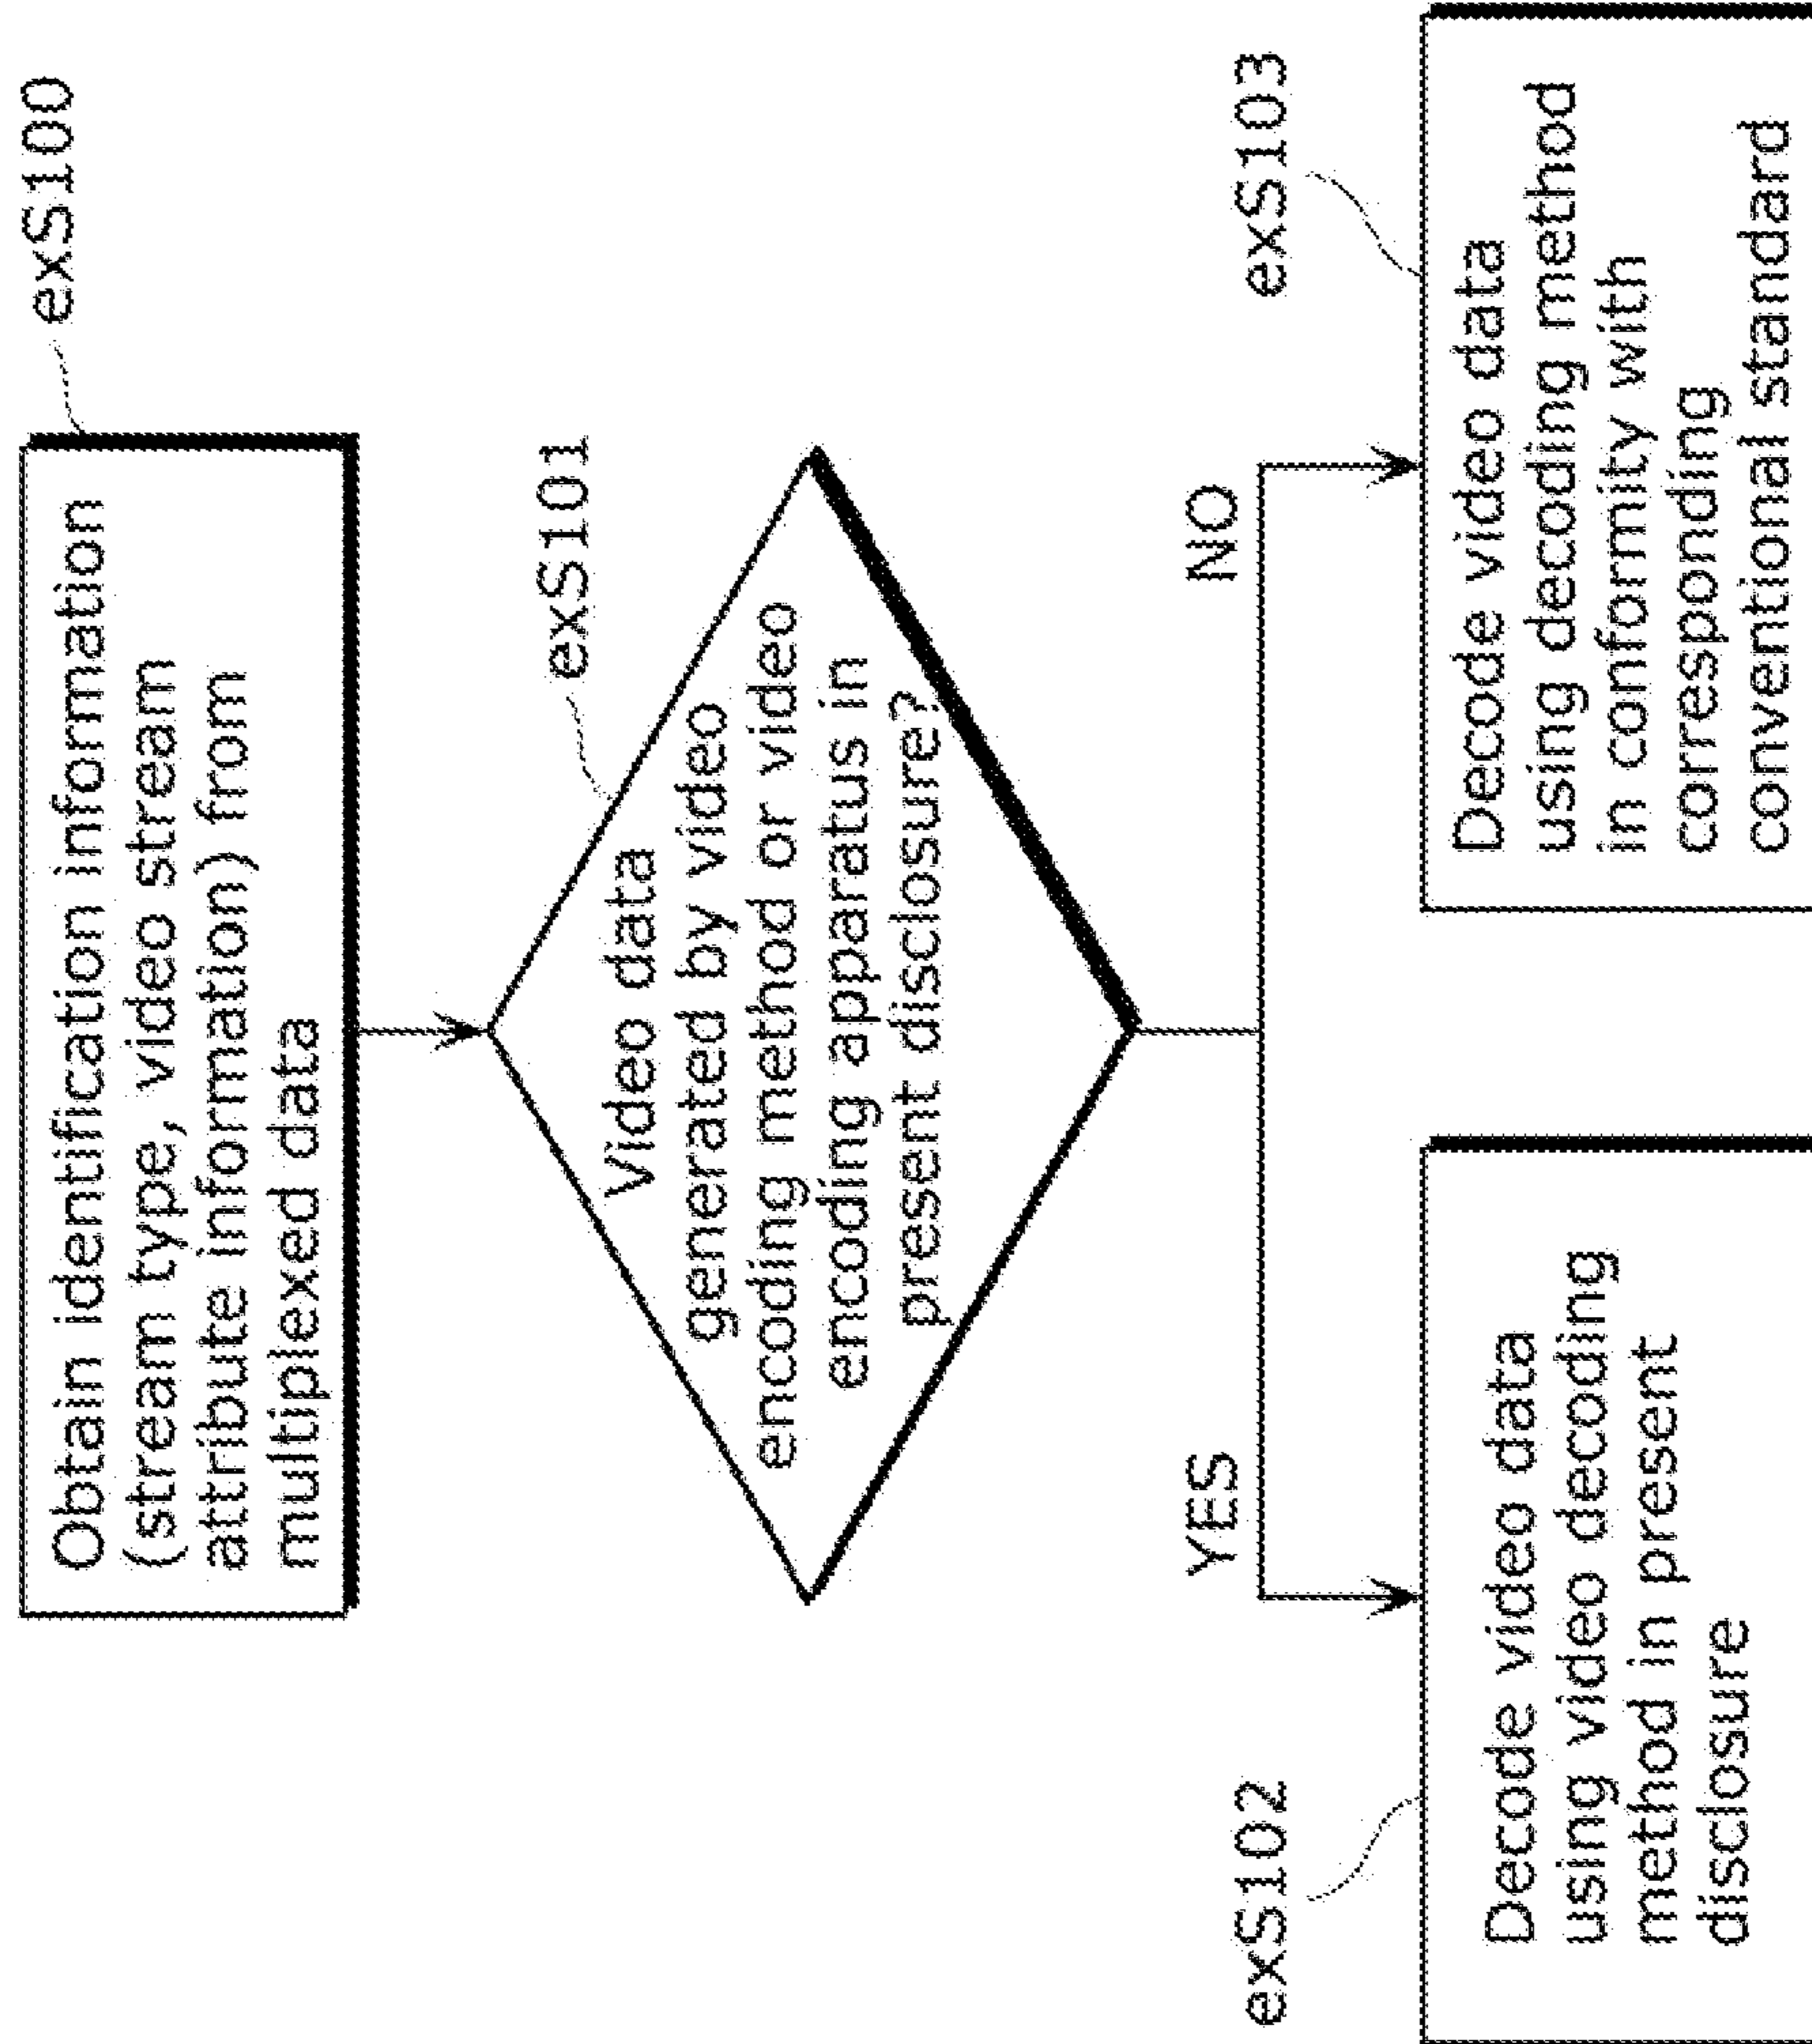 exS100
Obtain identification information
(stream type, video stream
attribute information) from
multiplexed data
exS101
Video data
generated by video
encoding method or video
encoding apparatus in
present disclosure?
YES
NO
exS102
Decode video data
using video decoding
method in present
disclosure
exS103
Decode video data
using decoding method
in conformity with
corresponding
conventional standard